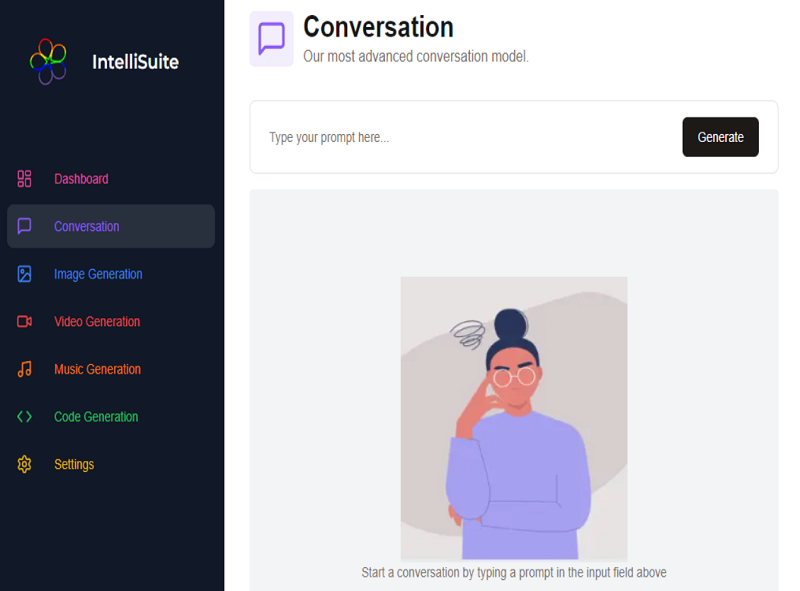 IntelliSuite
Dashboard
Conversation
Image Generation
Video Generation
Music Generation
Code Generation
Settings
Conversation
Our most advanced conversation model.
Type your prompt here...
Generate
Start a conversation by typing a prompt in the input field above